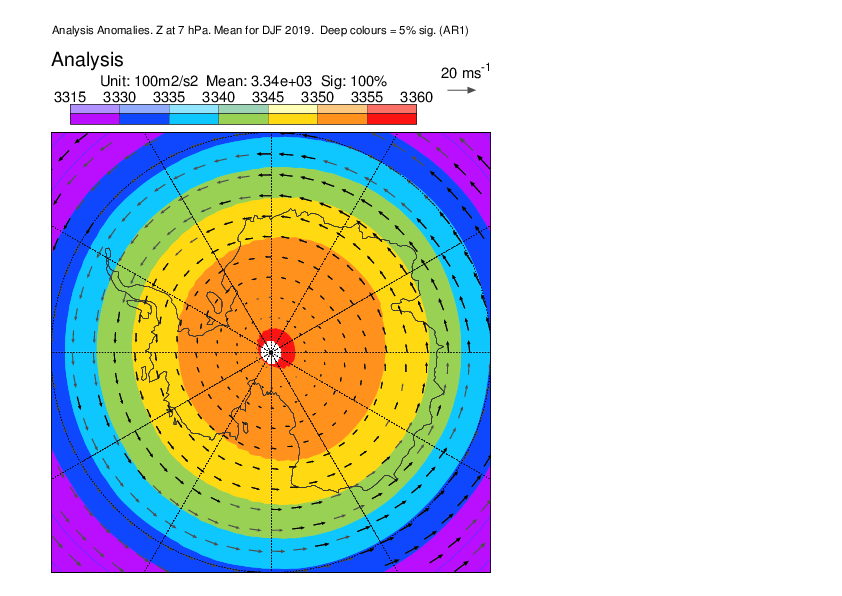 Analysis Anomalies. Z at 7 hPa. Mean for DJF 2019.  Deep colours = 5% sig. (AR1)
Analysis
20 ms-1
Unit: 100m2/s2  Mean: 3.34e+03  Sig: 100%
3315 3330 3335 3340 3345 3350 3355 3360